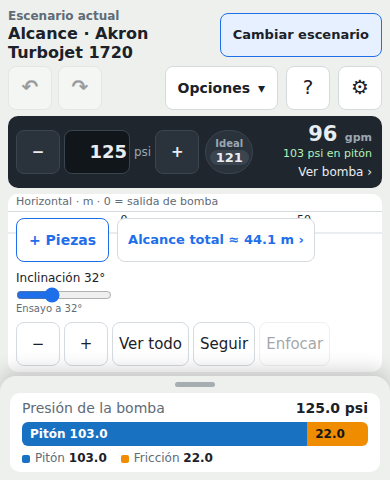 Escenario actual
Alcance · Akron
Turbojet 1720
Cambiar escenario
Opciones ▾
?
− 125 psi +
Ideal
121
96 gpm
103 psi en pitón
Ver bomba ›
Horizontal · m · 0 = salida de bomba
0 50
+ Piezas
Alcance total ≈ 44.1 m ›
Inclinación 32°
Ensayo a 32°
− + Ver todo Seguir Enfocar
Presión de la bomba 125.0 psi
Pitón 103.0 22.0
Pitón 103.0 Fricción 22.0